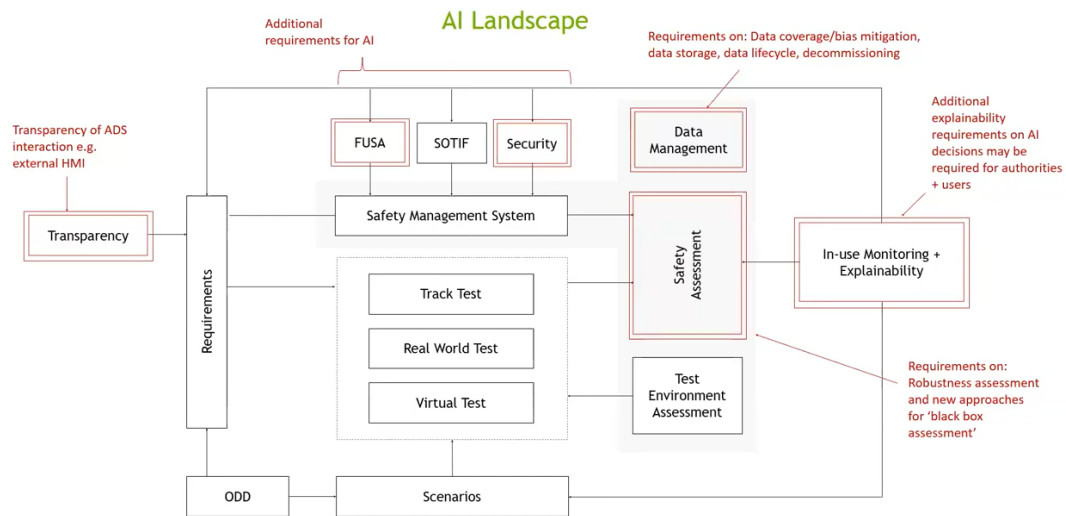 AI Landscape
Additional
requirements for AI
Requirements on: Data coverage/bias mitigation,
data storage, data lifecycle, decommissioning
Additional
explainability
requirements on AI
decisions may be
required for authorities
+ users
Transparency of ADS
interaction e.g.
external HMI
FUSA
SOTIF
Security
Data
Management
Transparency
Requirements
Safety Management System
Safety
Assessment
In-use Monitoring +
Explainability
Track Test
Real World Test
Virtual Test
Test
Environment
Assessment
Requirements on:
Robustness assessment
and new approaches
for ‘black box
assessment’
ODD
Scenarios